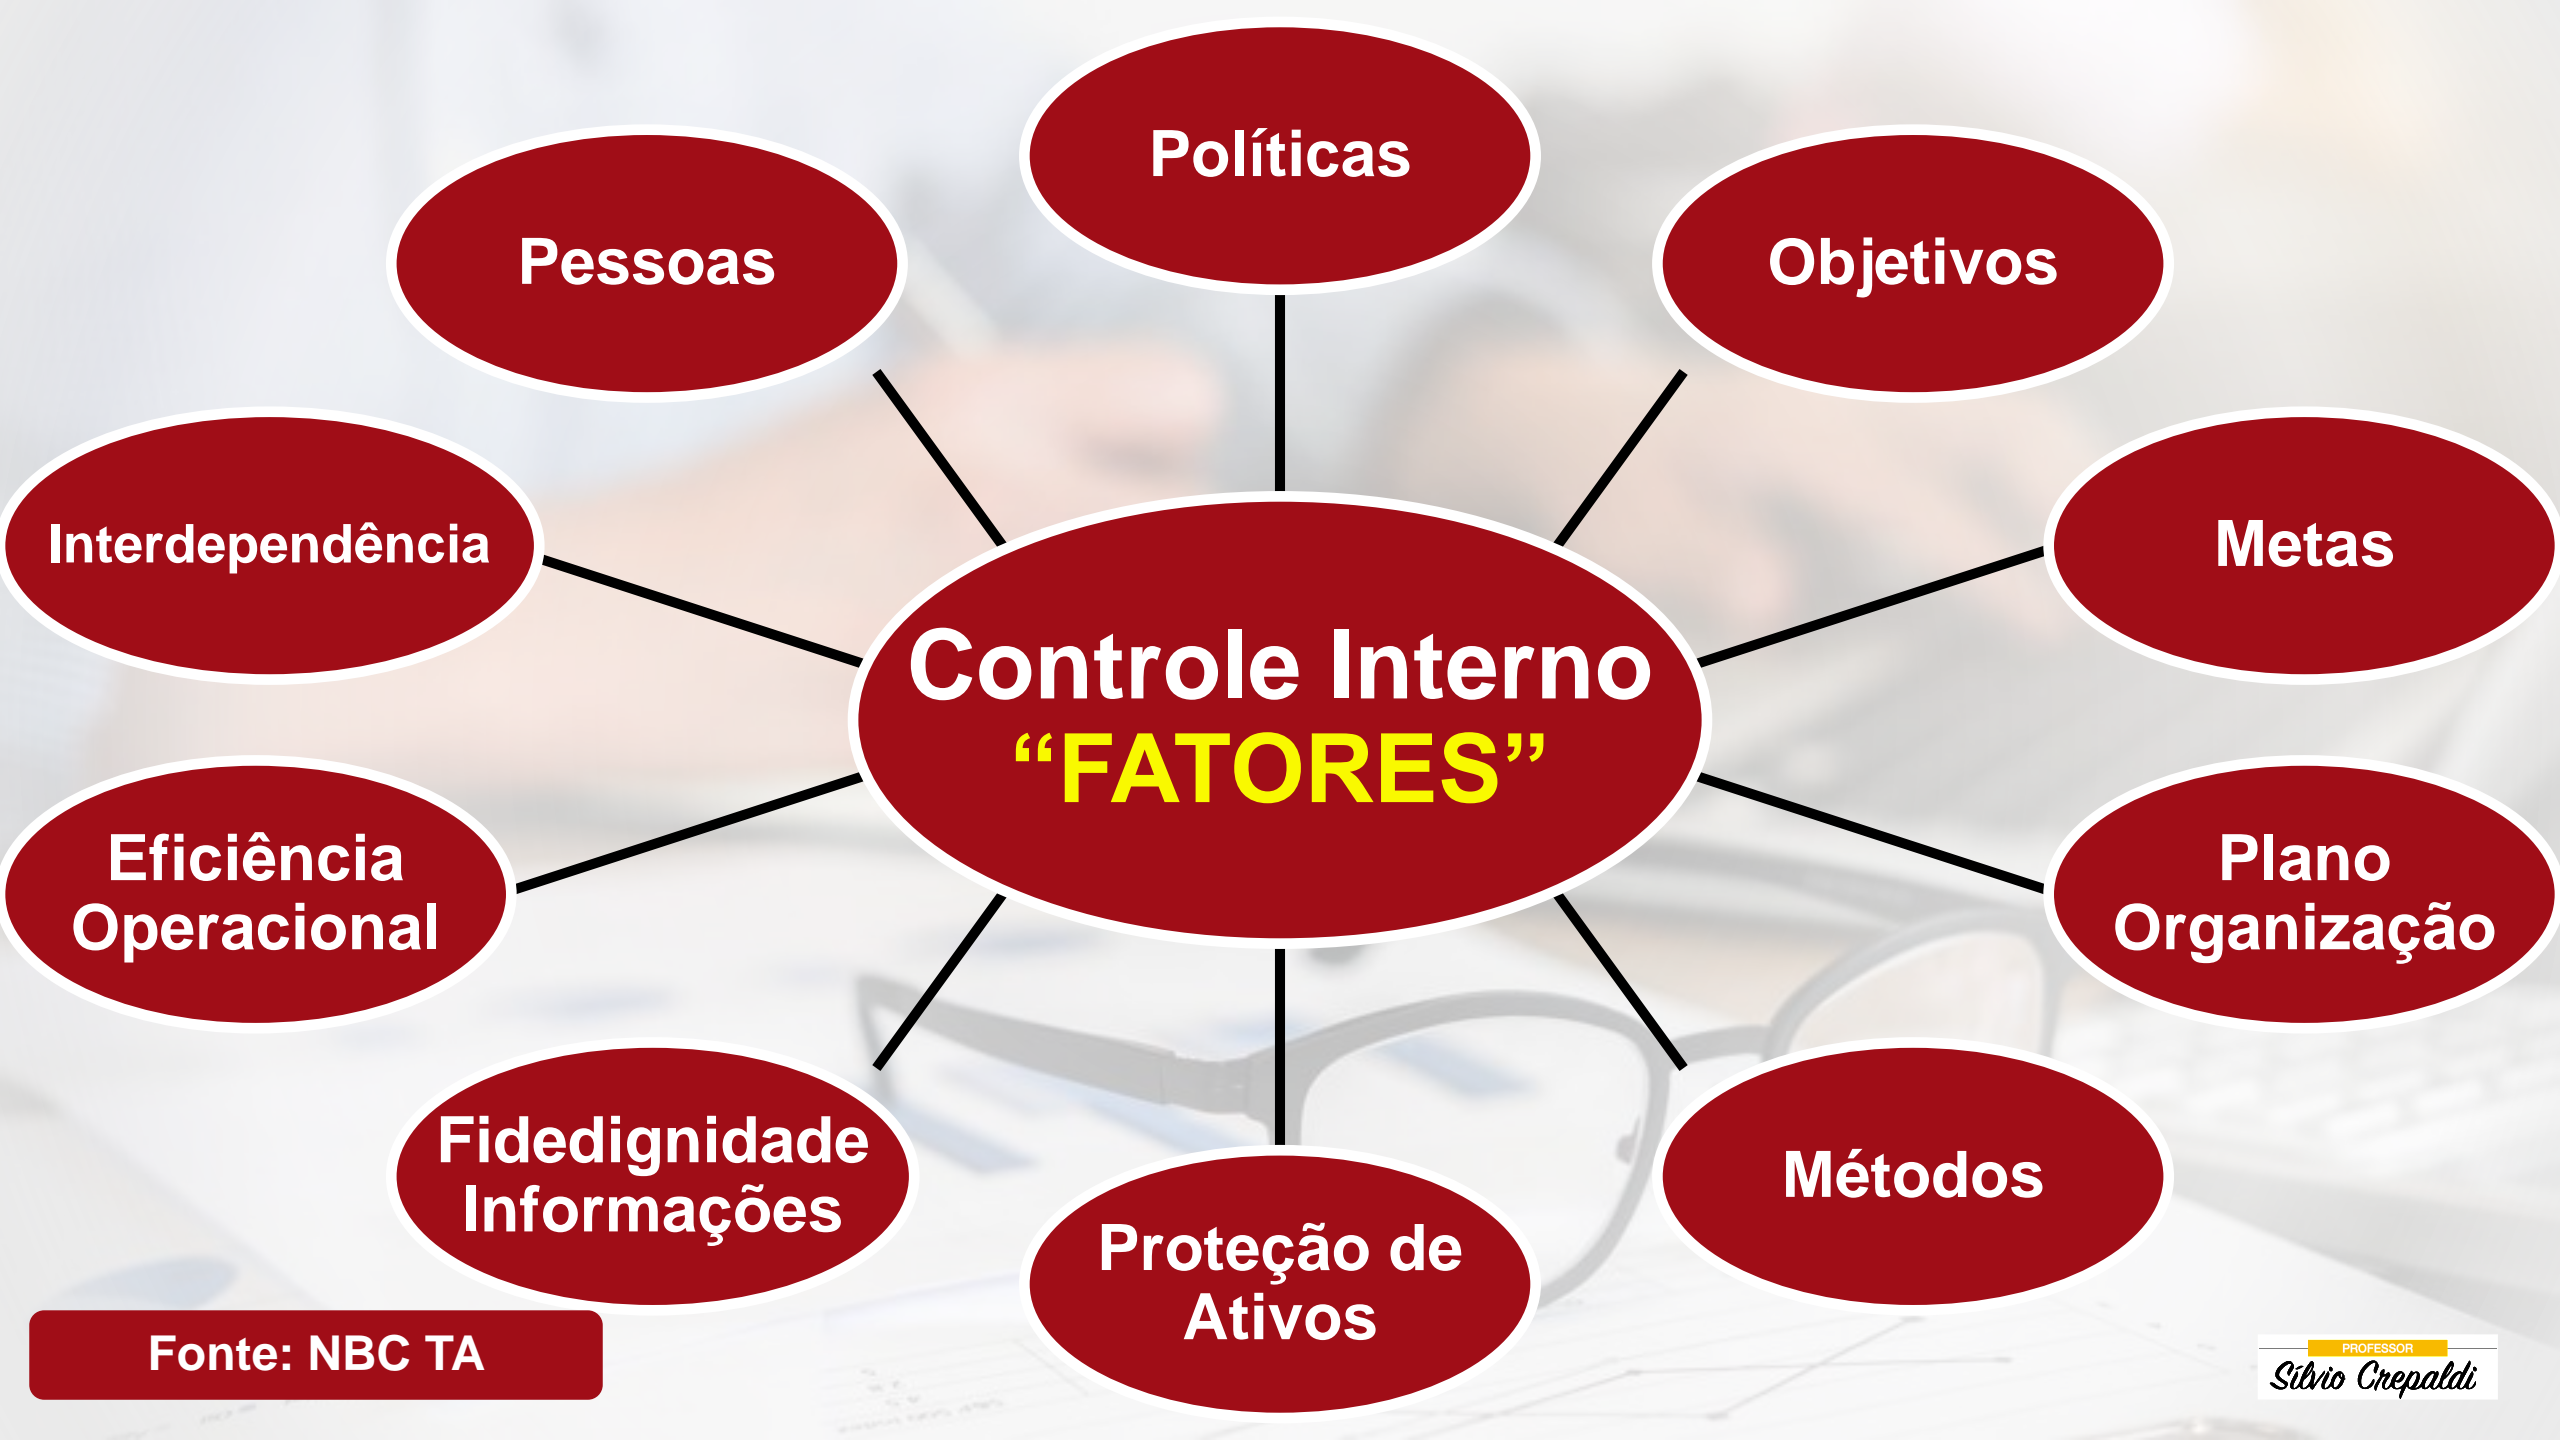 Políticas
Pessoas
Objetivos
Interdependência
Metas
Controle Interno
“FATORES”
Eficiência
Operacional
Plano
Organização
Fidedignidade
Informações
Métodos
Proteção de
Ativos
Fonte: NBC TA
PROFESSOR
Sílvio Crepaldi